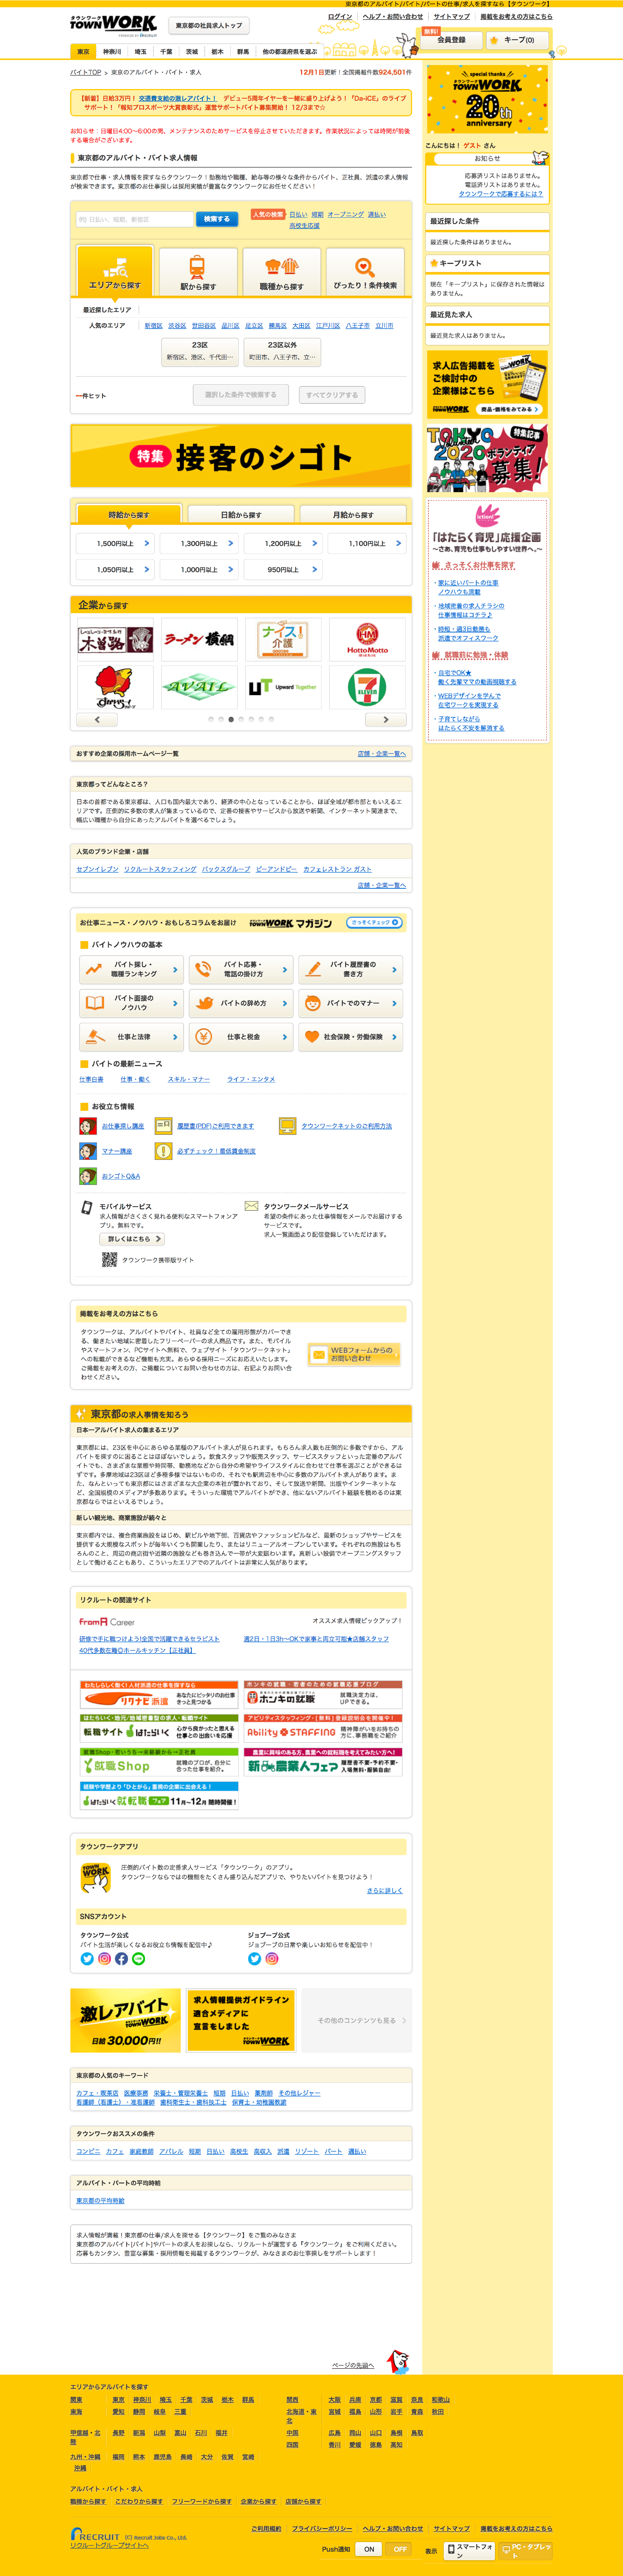 東京都のアルバイト/バイト/パートの仕事/求人を探すなら【タウンワーク】
タウンワーク
TOWNWORK
東京都の社員求人トップ
ログイン
ヘルプ・お問い合わせ
サイトマップ
掲載をお考えの方はこちら
無料!
会員登録
キープ(0)
東京
神奈川
埼玉
千葉
茨城
栃木
群馬
他の都道府県を選ぶ
バイトTOP > 東京のアルバイト・バイト・求人
12月1日更新！全国掲載件数924,501件
【新着】日給3万円！ 交通費支給の激レアバイト！ デビュー5周年イヤーを一緒に盛り上げよう！「Da-iCE」のライブ
サポート！「報知プロスポーツ大賞表彰式」運営サポートバイト募集開始！ 12/3まで☆
お知らせ：日曜日4:00〜6:00の間、メンテナンスのためサービスを停止させていただきます。作業状況によっては時間が前後
する場合がございます。
東京都のアルバイト・バイト求人情報
東京都で仕事・求人情報を探すならタウンワーク！勤務地や職種、給与等の様々な条件からバイト、正社員、派遣の求人情報
が検索できます。東京都のお仕事探しは採用実績が豊富なタウンワークにお任せください！
例) 日払い、短期、新宿区
検索する
人気の検索
日払い
短期
オープニング
週払い
高校生応援
エリアから探す
駅から探す
職種から探す
ぴったり！条件検索
最近探したエリア
人気のエリア
新宿区 渋谷区 世田谷区 品川区 足立区 練馬区 大田区 江戸川区 八王子市 立川市
23区
新宿区、港区、千代田…
23区以外
町田市、八王子市、立…
---件ヒット
選択した条件で検索する
すべてクリアする
特集
接客のシゴト
時給から探す
日給から探す
月給から探す
1,500円以上
1,300円以上
1,200円以上
1,100円以上
1,050円以上
1,000円以上
950円以上
企業から探す
木曽路
ラーメン横綱
ナイス介護
HottoMotto
AVAIL
UT Upward Together
ELEVEN
おすすめ企業の採用ホームページ一覧
店舗・企業一覧へ
東京都ってどんなところ？
日本の首都である東京都は、人口も国内最大であり、経済の中心となっていることから、ほぼ全域が都市部ともいえるエ
リアです。圧倒的に多数の求人が集まっているので、定番の接客やサービスから放送や新聞、インターネット関連まで、
幅広い職種から自分にあったアルバイトを選べるでしょう。
人気のブランド企業・店舗
セブンイレブン リクルートスタッフィング バックスグループ ピーアンドピー カフェレストラン ガスト
店舗・企業一覧へ
お仕事ニュース・ノウハウ・おもしろコラムをお届け
TOWNWORK マガジン
さっそくチェック
バイトノウハウの基本
バイト探し・
職種ランキング
バイト応募・
電話の掛け方
バイト履歴書の
書き方
バイト面接の
ノウハウ
バイトの辞め方
バイトでのマナー
仕事と法律
仕事と税金
社会保険・労働保険
バイトの最新ニュース
仕事白書
仕事・働く
スキル・マナー
ライフ・エンタメ
お役立ち情報
お仕事探し講座
履歴書(PDF)ご利用できます
タウンワークネットのご利用方法
マナー講座
必ずチェック！最低賃金制度
おシゴトQ&A
モバイルサービス
求人情報がさくさく見れる便利なスマートフォンア
プリ。無料です。
詳しくはこちら
タウンワーク携帯版サイト
タウンワークメールサービス
希望の条件にあった仕事情報をメールでお届けする
サービスです。
求人一覧画面より配信登録していただけます。
掲載をお考えの方はこちら
タウンワークは、アルバイトやバイト、社員など全ての雇用形態がカバーでき
る、働きたい地域に密着したフリーペーパーの求人商品です。また、モバイル
やスマートフォン、PCサイトへ無料で、ウェブサイト「タウンワークネット」
への転載ができるなど機能も充実。あらゆる採用ニーズにお応えいたします。
ご掲載をお考えの方、ご掲載についてお問い合わせの方は、右記よりお問い合
わせください。
WEBフォームからの
お問い合わせ
東京都の求人事情を知ろう
日本一アルバイト求人の集まるエリア
東京都には、23区を中心にあらゆる業種のアルバイト求人が見られます。もちろん求人数も圧倒的に多数ですから、アル
バイトを探すのに困ることはほぼないでしょう。飲食スタッフや販売スタッフ、サービススタッフといった定番のアルバ
イトでも、さまざまな業態や時間帯、勤務地などから自分の希望やライフスタイルに合わせて仕事を選ぶことができるは
ずです。多摩地域は23区ほど多種多様ではないものの、それでも駅周辺を中心に多数のアルバイト求人があります。ま
た、なんといっても東京都にはさまざまな大企業の本社が置かれており、そして放送や新聞、出版やインターネットな
ど、全国規模のメディアが多数あります。そういった環境でアルバイトができ、他にないアルバイト経験を積めるのは東
京都ならではといえるでしょう。
新しい観光地、商業施設が続々と
東京都内では、複合商業施設をはじめ、駅ビルや地下街、百貨店やファッションビルなど、最新のショップやサービスを
提供する大規模なスポットが毎年いくつも開業したり、またはリニューアルオープンしています。それぞれの施設はもち
ろんのこと、周辺の商店街や近隣の施設なども巻き込んで一帯が大変賑わいます。真新しい設備でオープニングスタッフ
として働けることもあり、こういったエリアでのアルバイトは非常に人気があります。
リクルートの関連サイト
FromA Career
オススメ求人情報ピックアップ！
研修で手に職つけよう!全国で活躍できるセラピスト
週2日・1日3h〜OKで家事と両立可能★店舗スタッフ
40代多数在籍◎ホールキッチン【正社員】
わたしらしく働く! 人材派遣の仕事を探すなら
リクナビ派遣
あなたにピッタリのお仕事
きっと見つかる
ホンキの就職・若者のための就職応援ブログ
ホンキの就職
就職決定力は、
UPできる。
はたらいく・地元/地域密着型の求人・転職サイト
転職サイト はたらいく
心から良かったと思える
仕事との出会いを応援
アビリティスタッフィング・[無料]登録説明会を開催中!
Ability STAFFING
精神障がいをお持ちの
方に、事務職をご紹介
就職Shop・若いうち→未経験から→正社員
就職Shop
就職のプロが、自分に
合った仕事を紹介。
農業に興味のある方、農業への就転職を考えてみたい方へ!
新・農業人フェア
履歴書不要・予約不要・
入場無料・服装自由!
経験や学歴より「ひとがら」重視の企業に出会える!
はたらいく就転職フェア
11月〜12月 随時開催!
タウンワークアプリ
圧倒的バイト数の定番求人サービス「タウンワーク」のアプリ。
タウンワークならではの機能をたくさん盛り込んだアプリで、やりたいバイトを見つけよう！
さらに詳しく
SNSアカウント
タウンワーク公式
バイト生活が楽しくなるお役立ち情報を配信中♪
ジョブーブ公式
ジョブーブの日常や楽しいお知らせを配信中！
激レアバイト
日給30,000円!!
求人情報提供ガイドライン
適合メディアに
宣言をしました
TOWNWORK
その他のコンテンツも見る
東京都の人気のキーワード
カフェ・喫茶店 医療事務 栄養士・管理栄養士 短期 日払い 薬剤師 その他レジャー
看護師（看護士）・准看護師 歯科衛生士・歯科技工士 保育士・幼稚園教諭
タウンワークおススメの条件
コンビニ カフェ 家庭教師 アパレル 短期 日払い 高校生 高収入 派遣 リゾート パート 週払い
アルバイト・パートの平均時給
東京都の平均時給
求人情報が満載！東京都の仕事/求人を探せる【タウンワーク】をご覧のみなさま
東京都のアルバイト[バイト]やパートの求人をお探しなら、リクルートが運営する『タウンワーク』をご利用ください。
応募もカンタン、豊富な募集・採用情報を掲載するタウンワークが、みなさまのお仕事探しをサポートします！
special thanks
TOWNWORK
20th
anniversary
こんにちは！ ゲスト さん
お知らせ
応募済リストはありません。
電話済リストはありません。
タウンワークで応募するには？
最近探した条件
最近探した条件はありません。
キープリスト
現在「キープリスト」に保存された情報は
ありません。
最近見た求人
最近見た求人はありません。
求人広告掲載を
ご検討中の
企業様はこちら
TOWNWORK
商品・価格をみてみる
TOKYO
2020
Volunteer
特集記事
ボランティア
募集！
「はたらく育児」応援企画
〜さあ、育児も仕事もしやすい世界へ。〜
さっそくお仕事を探す
・家に近いパートの仕事
ノウハウも満載
・地域密着の求人チラシの
仕事情報はコチラ♪
・時短・週3日勤務も
派遣でオフィスワーク
就職前に勉強・体験
・自宅でOK★
働く先輩ママの動画視聴する
・WEBデザインを学んで
在宅ワークを実現する
・子育てしながら
はたらく不安を解消する
ページの先頭へ
エリアからアルバイトを探す
関東
東京 神奈川 埼玉 千葉 茨城 栃木 群馬
関西
大阪 兵庫 京都 滋賀 奈良 和歌山
東海
愛知 静岡 岐阜 三重
北海道・東
北
宮城 福島 山形 岩手 青森 秋田
甲信越・北
陸
長野 新潟 山梨 富山 石川 福井
中国
広島 岡山 山口 島根 鳥取
四国
香川 愛媛 徳島 高知
九州・沖縄
福岡 熊本 鹿児島 長崎 大分 佐賀 宮崎
沖縄
アルバイト・バイト・求人
職種から探す
こだわりから探す
フリーワードから探す
企業から探す
店舗から探す
RECRUIT
(C) Recruit Jobs Co., Ltd.
リクルートグループサイトへ
ご利用規約
プライバシーポリシー
ヘルプ・お問い合わせ
サイトマップ
掲載をお考えの方はこちら
Push通知
ON
OFF
表示
スマートフォ
ン
PC・タブレッ
ト